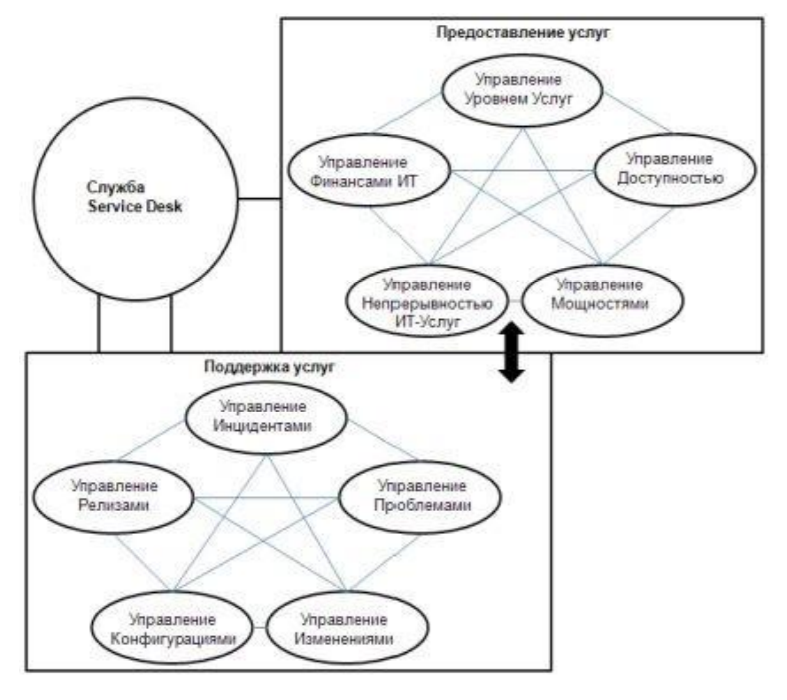 Предоставление услуг
Управление
Уровнем Услуг
Управление
Финансами ИТ
Управление
Доступностью
Служба
Service Desk
Управление
Непрерывностью
ИТ-Услуг
Управление
Мощностями
Поддержка услуг
Управление
Инцидентами
Управление
Релизами
Управление
Проблемами
Управление
Конфигурациями
Управление
Изменениями